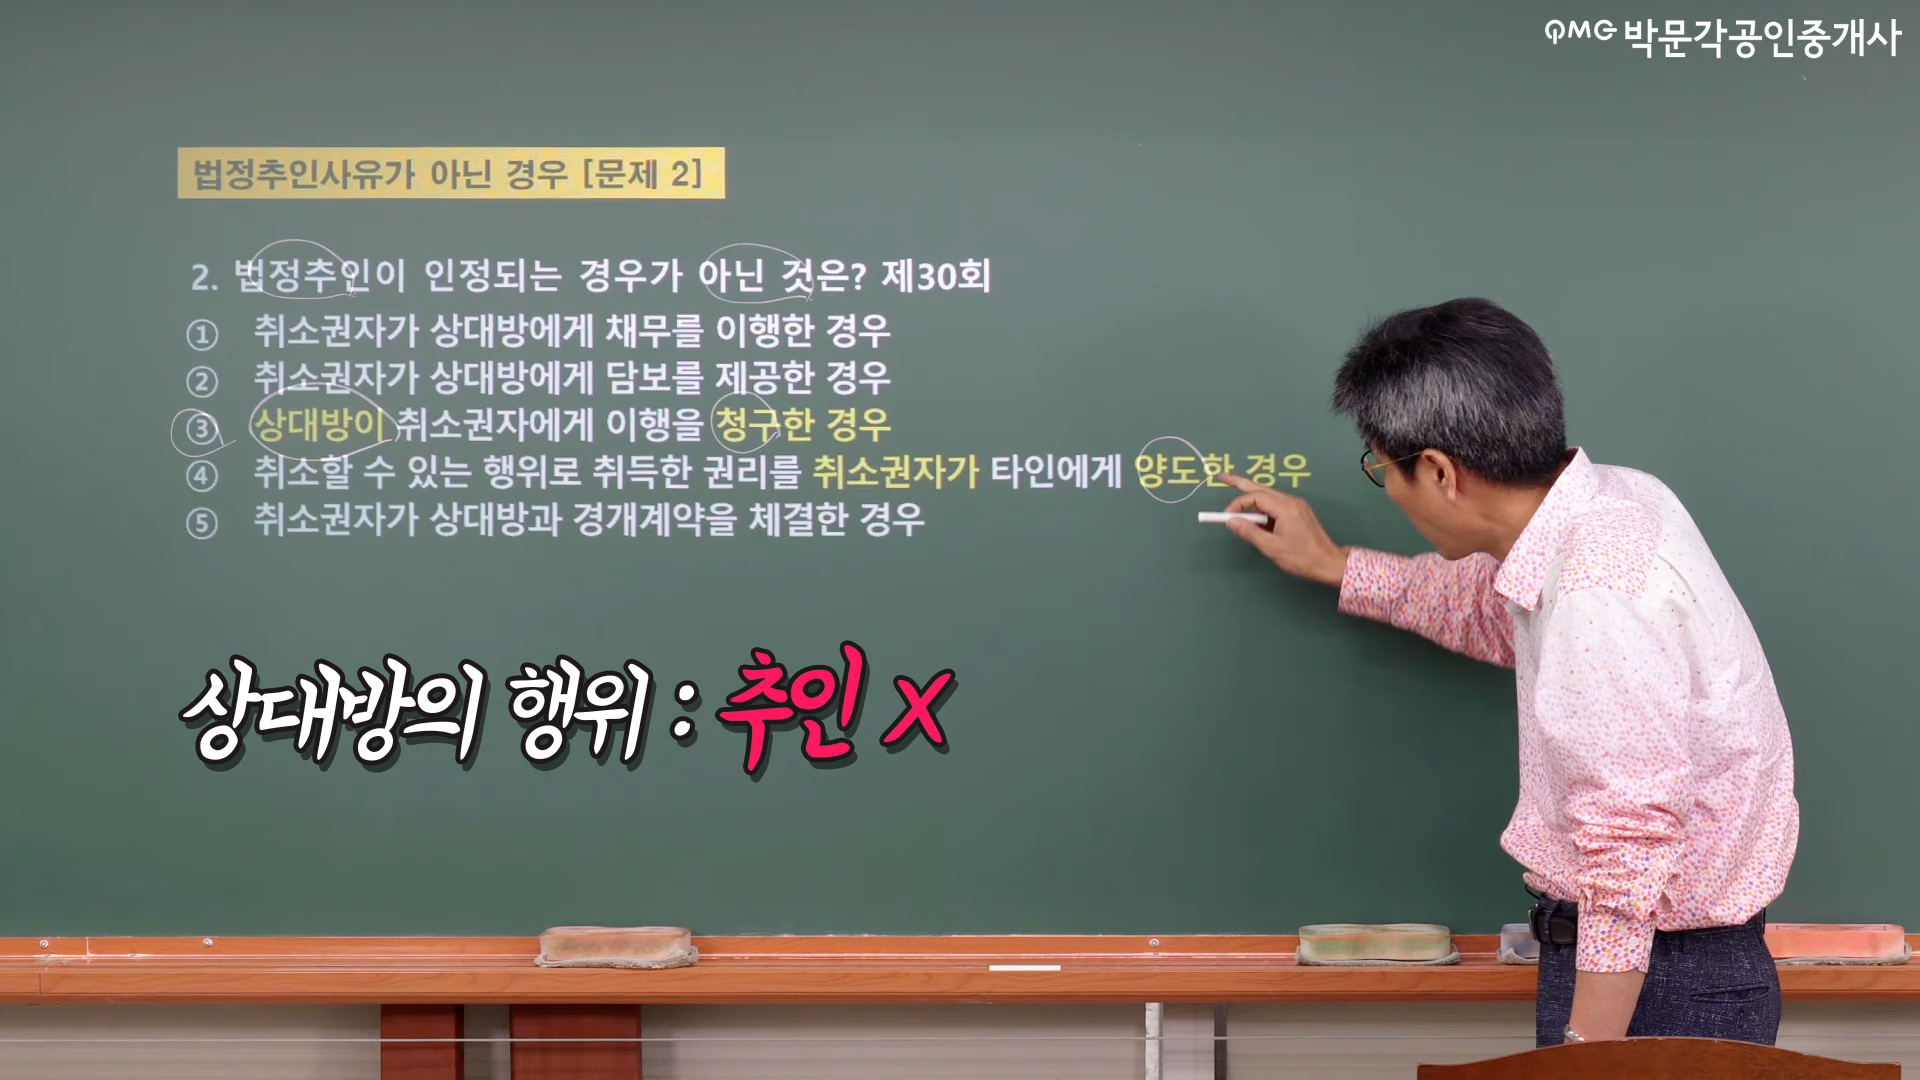 PMG 박문각공인중개사
법정추인사유가 아닌 경우 [문제 2]
2. 법정추인이 인정되는 경우가 아닌 것은? 제30회
① 취소권자가 상대방에게 채무를 이행한 경우
② 취소권자가 상대방에게 담보를 제공한 경우
③ 상대방이 취소권자에게 이행을 청구한 경우
④ 취소할 수 있는 행위로 취득한 권리를 취소권자가 타인에게 양도한 경우
⑤ 취소권자가 상대방과 경개계약을 체결한 경우
상대방의 행위 : 추인 X